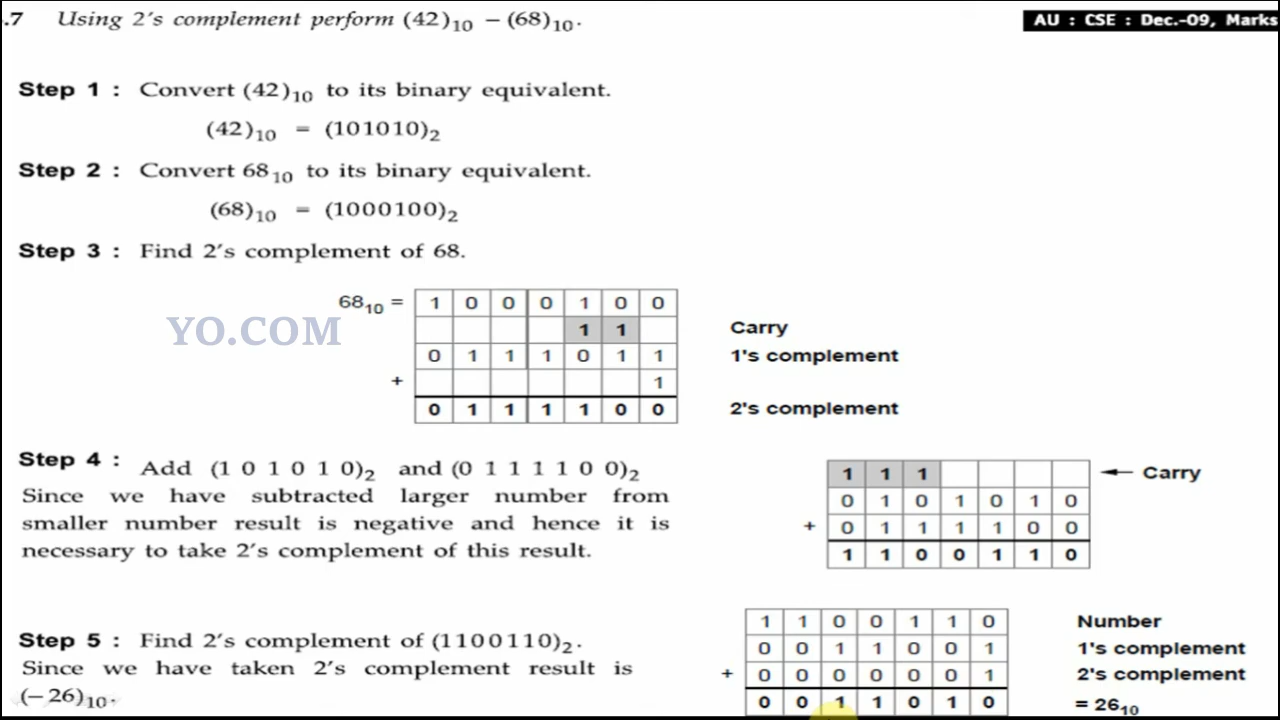 .7 Using 2's complement perform (42)₁₀ − (68)₁₀.
AU : CSE : Dec.-09, Marks
Step 1 : Convert (42)₁₀ to its binary equivalent.
(42)₁₀ = (101010)₂
Step 2 : Convert 68₁₀ to its binary equivalent.
(68)₁₀ = (1000100)₂
Step 3 : Find 2's complement of 68.
68₁₀ = 1 0 0 0 1 0 0
1 1 Carry
YO.COM
0 1 1 1 0 1 1 1's complement
+ 1
0 1 1 1 1 0 0 2's complement
Step 4 : Add (1 0 1 0 1 0)₂ and (0 1 1 1 1 0 0)₂
Since we have subtracted larger number from
smaller number result is negative and hence it is
necessary to take 2's complement of this result.
1 1 1 ← Carry
0 1 0 1 0 1 0
+ 0 1 1 1 1 0 0
1 1 0 0 1 1 0
Step 5 : Find 2's complement of (1100110)₂.
Since we have taken 2's complement result is
(−26)₁₀.
1 1 0 0 1 1 0 Number
0 0 1 1 0 0 1 1's complement
+ 0 0 0 0 0 0 1 2's complement
0 0 1 1 0 1 0 = 26₁₀